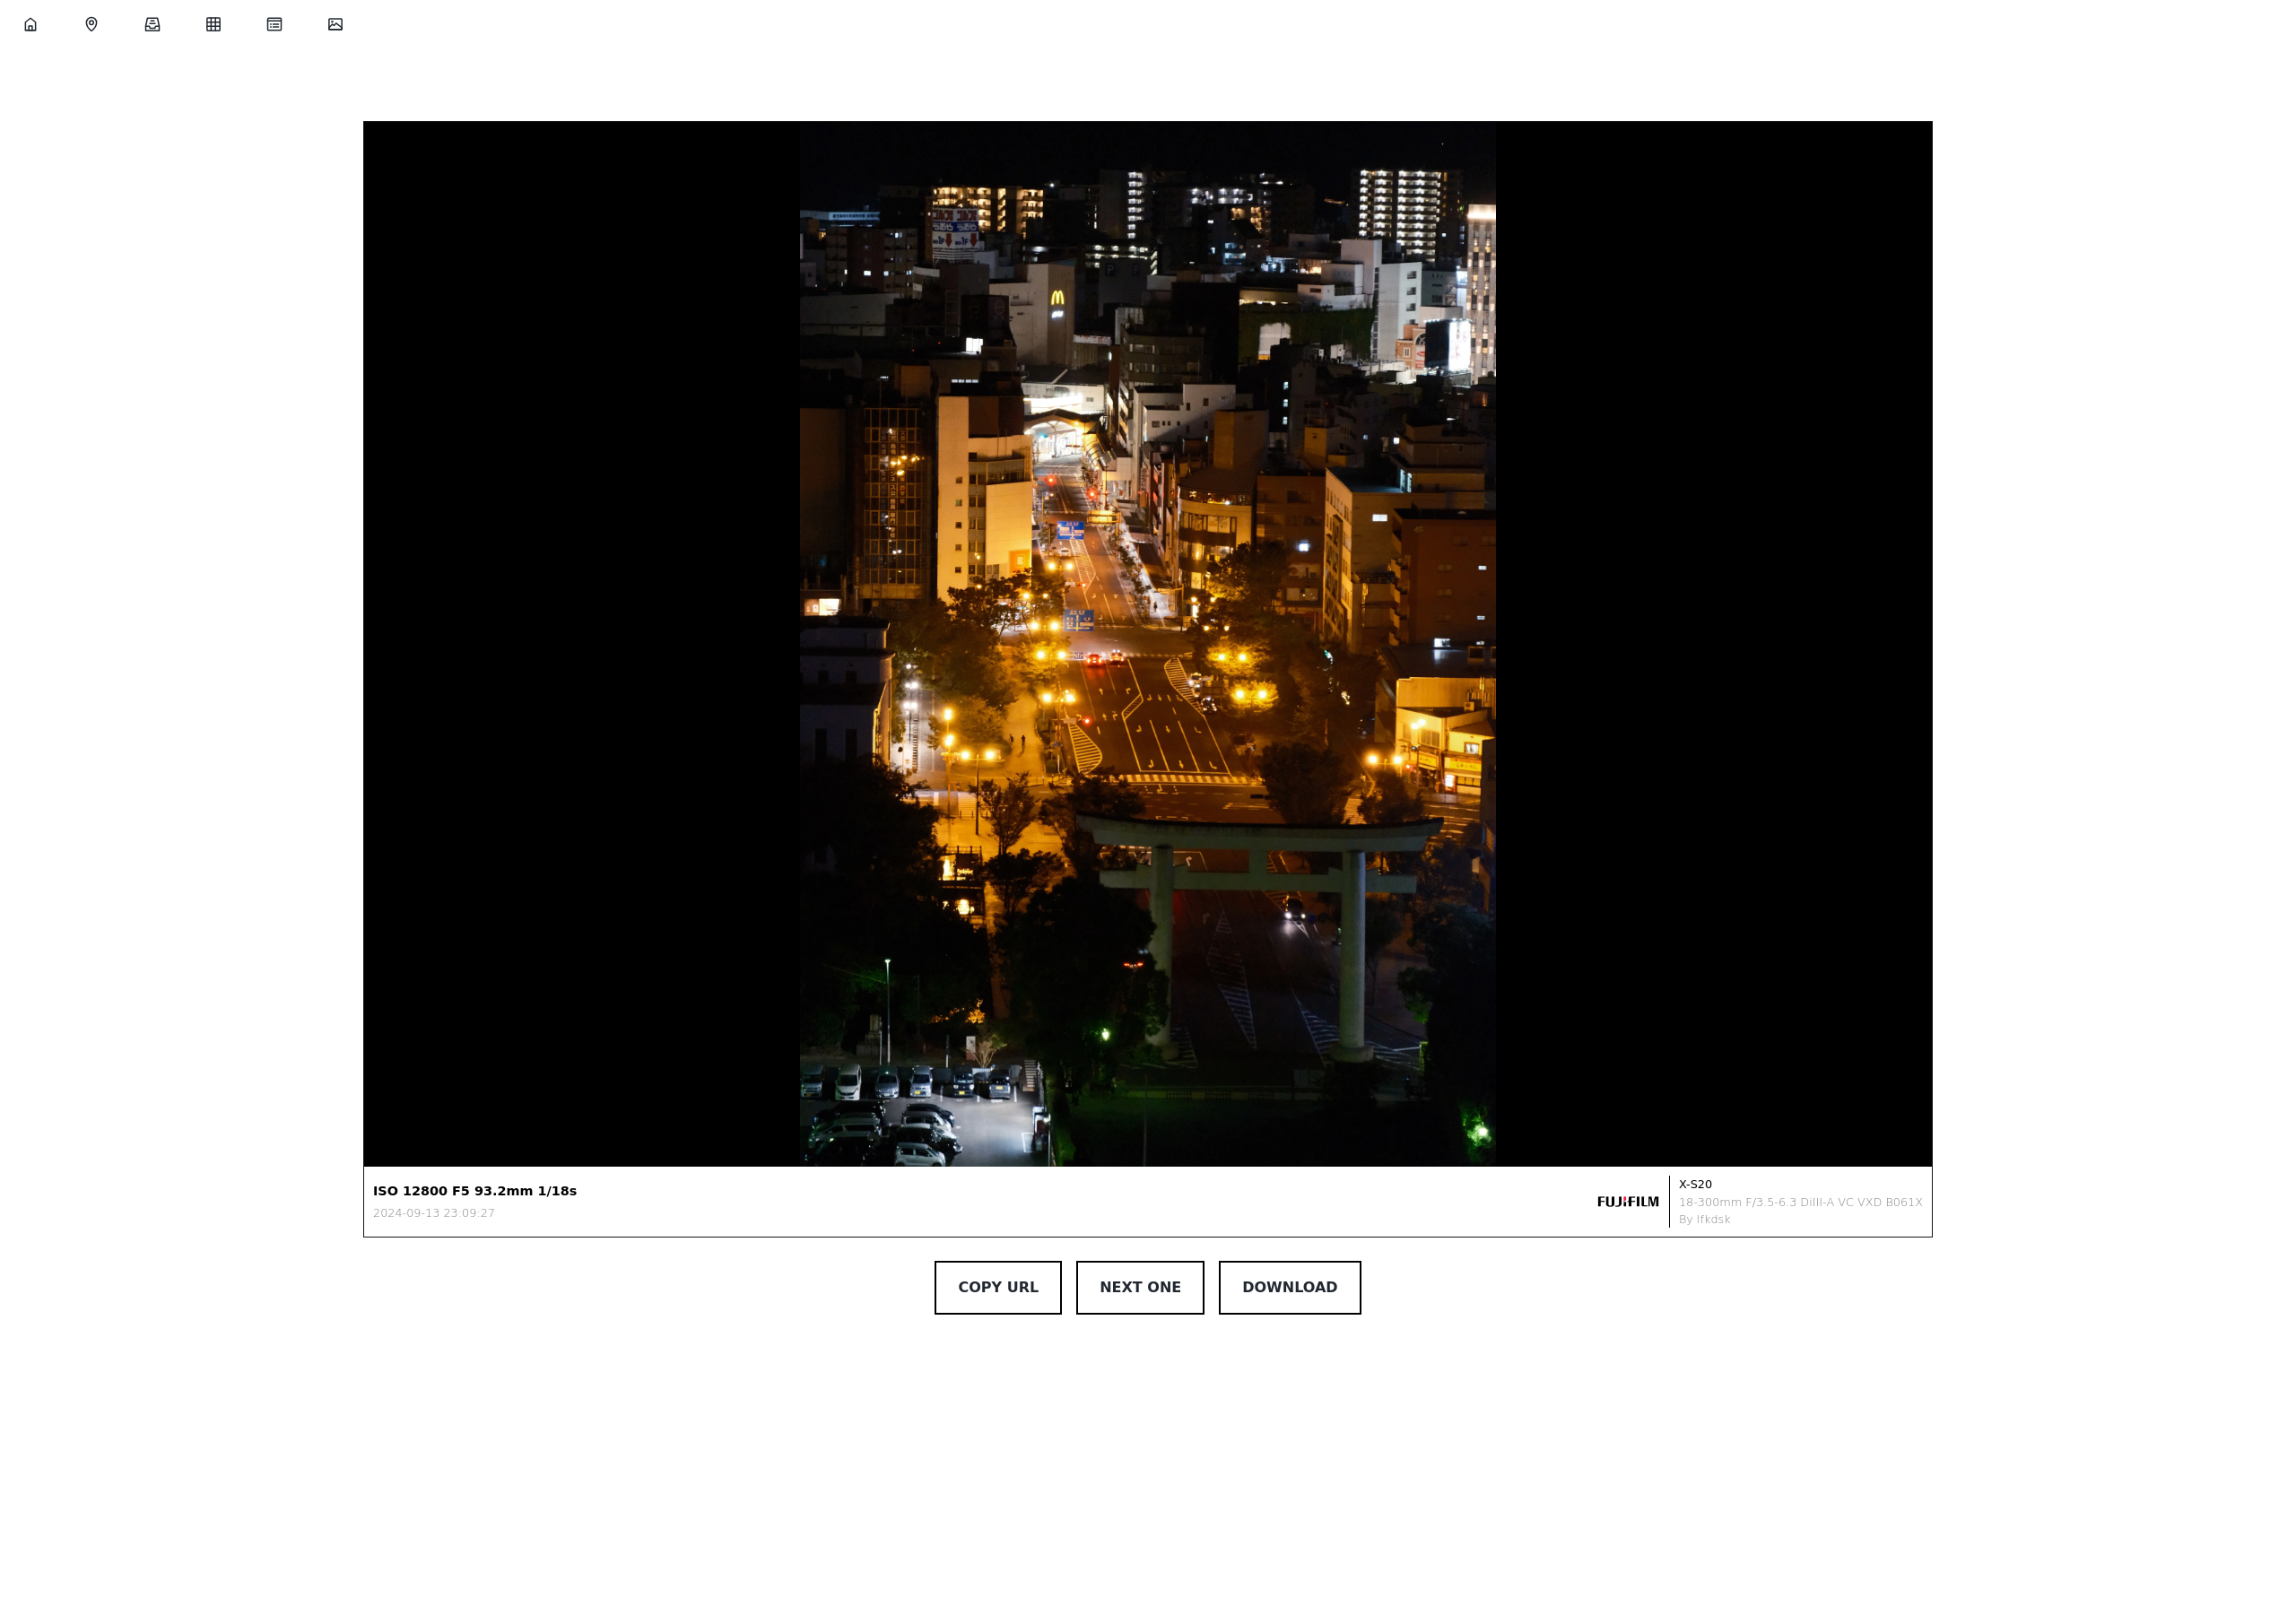 ISO 12800 F5 93.2mm 1/18s
2024-09-13 23:09:27
FUJIFILM
X-S20
18-300mm F/3.5-6.3 DiIII-A VC VXD B061X
By lfkdsk
COPY URL
NEXT ONE
DOWNLOAD